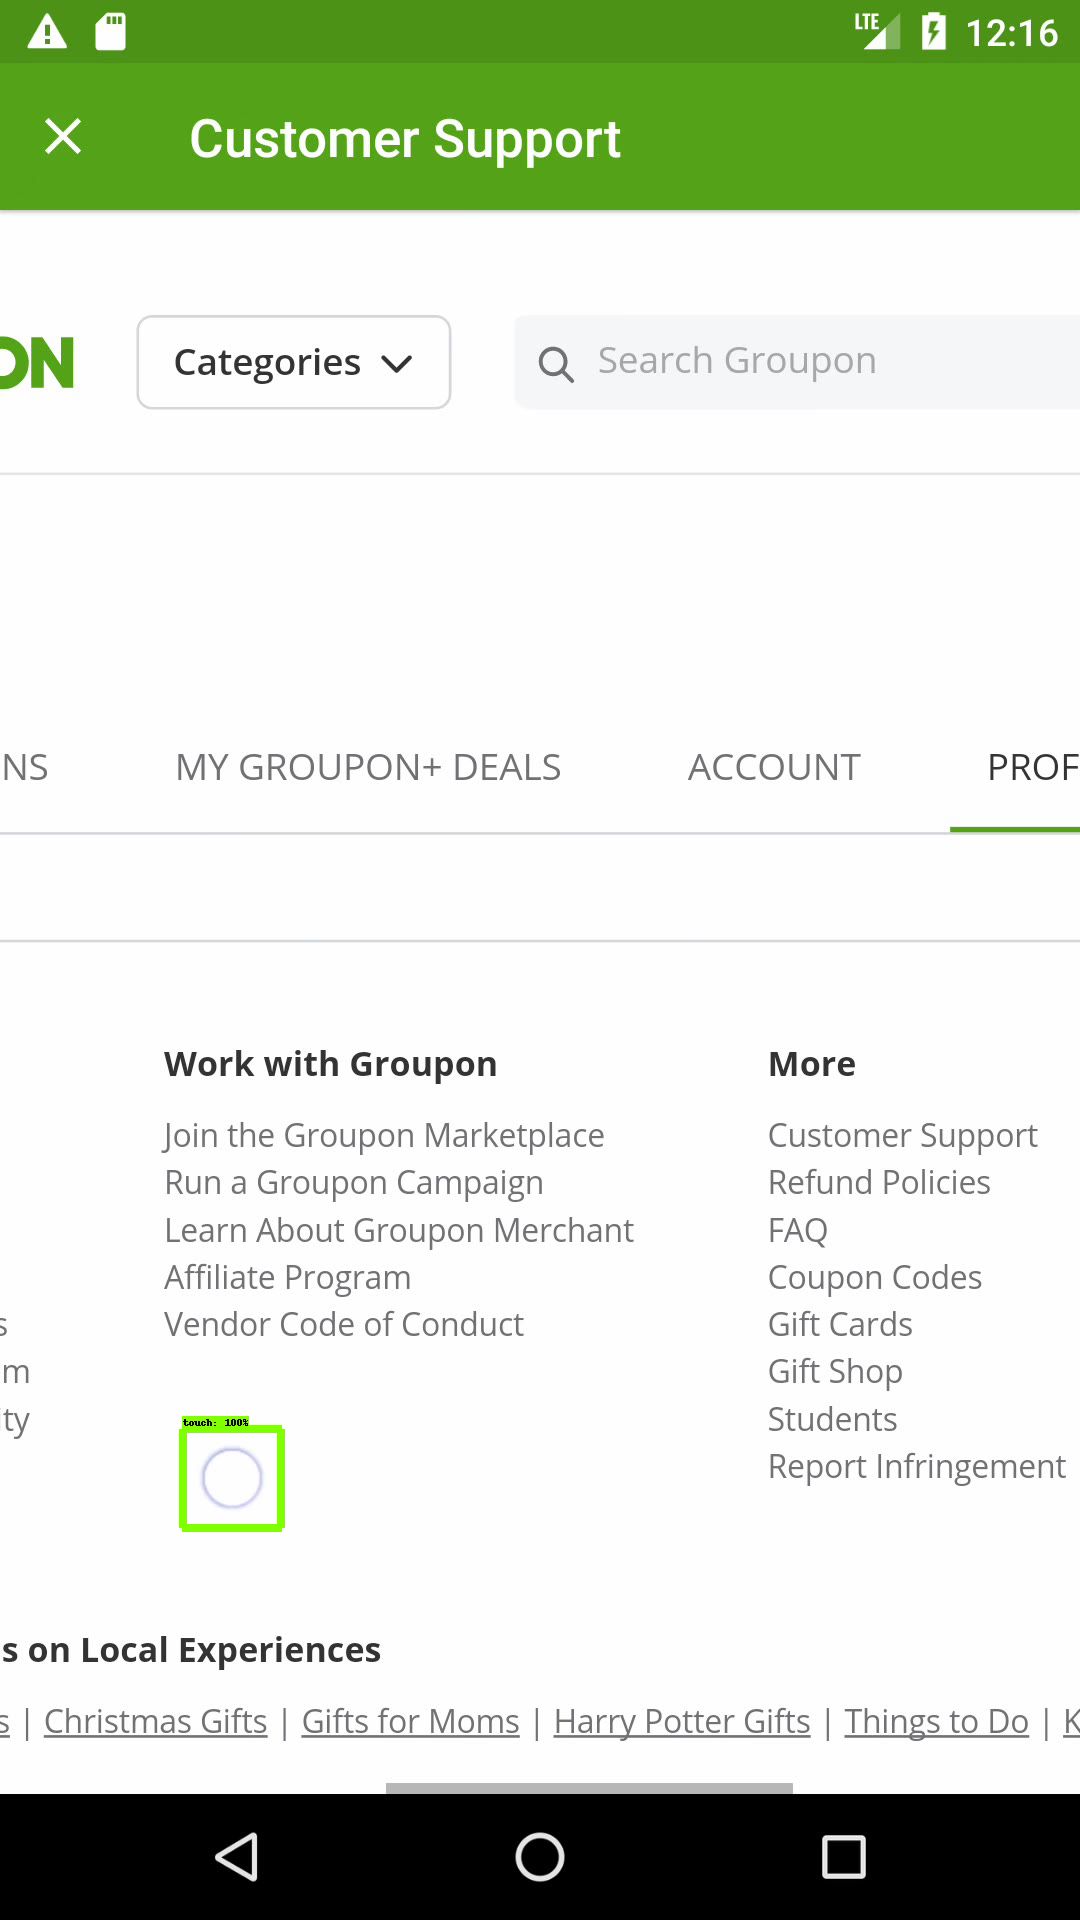 LTE 12:16
Customer Support
ON Categories Search Groupon
NS MY GROUPON+ DEALS ACCOUNT PROF
Work with Groupon
Join the Groupon Marketplace
Run a Groupon Campaign
Learn About Groupon Merchant
Affiliate Program
Vendor Code of Conduct
More
Customer Support
Refund Policies
FAQ
Coupon Codes
Gift Cards
Gift Shop
Students
Report Infringement
s
m
ty
touch: 100%
s on Local Experiences
s | Christmas Gifts | Gifts for Moms | Harry Potter Gifts | Things to Do | K